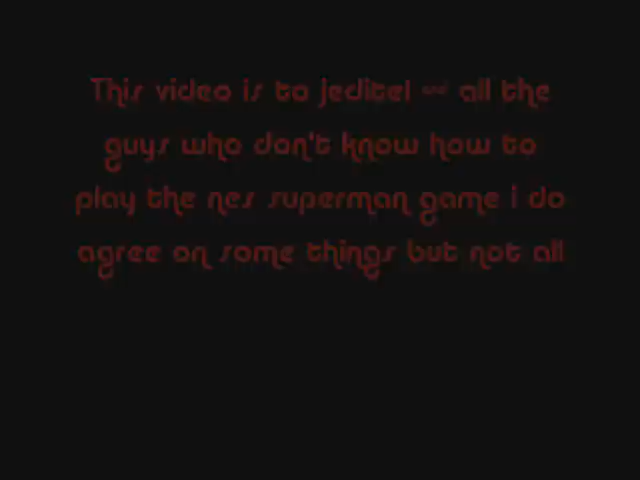 This video is to jeditel - all the
guys who don't know how to
play the nes superman game i do
agree on some things but not all